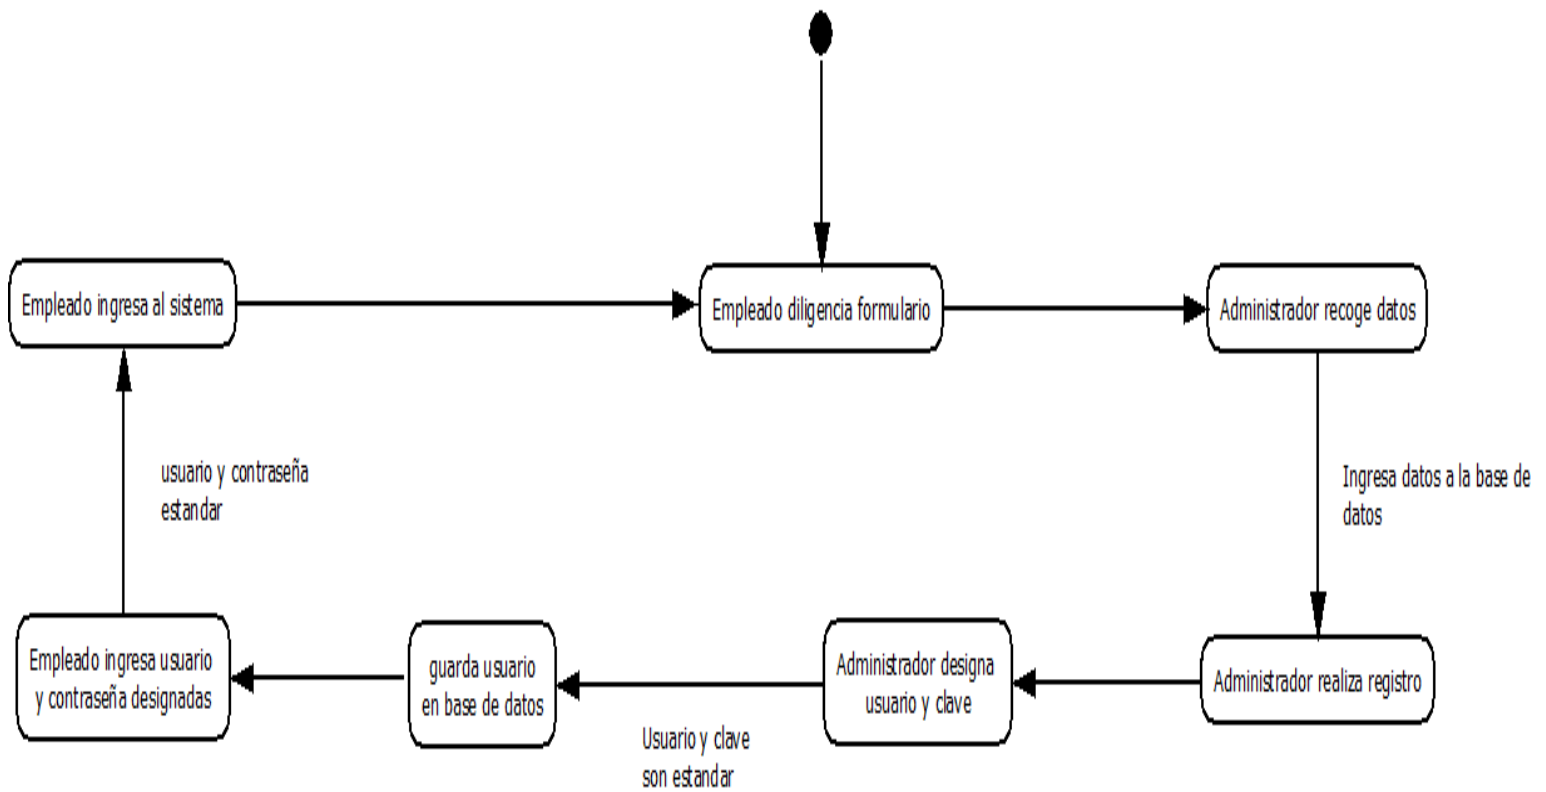 Empleado ingresa al sistema
Empleado diligencia formulario
Administrador recoge datos
usuario y contraseña
estandar
Ingresa datos a la base de
datos
Empleado ingresa usuario
y contraseña designadas
guarda usuario
en base de datos
Administrador designa
usuario y clave
Administrador realiza registro
Usuario y clave
son estandar